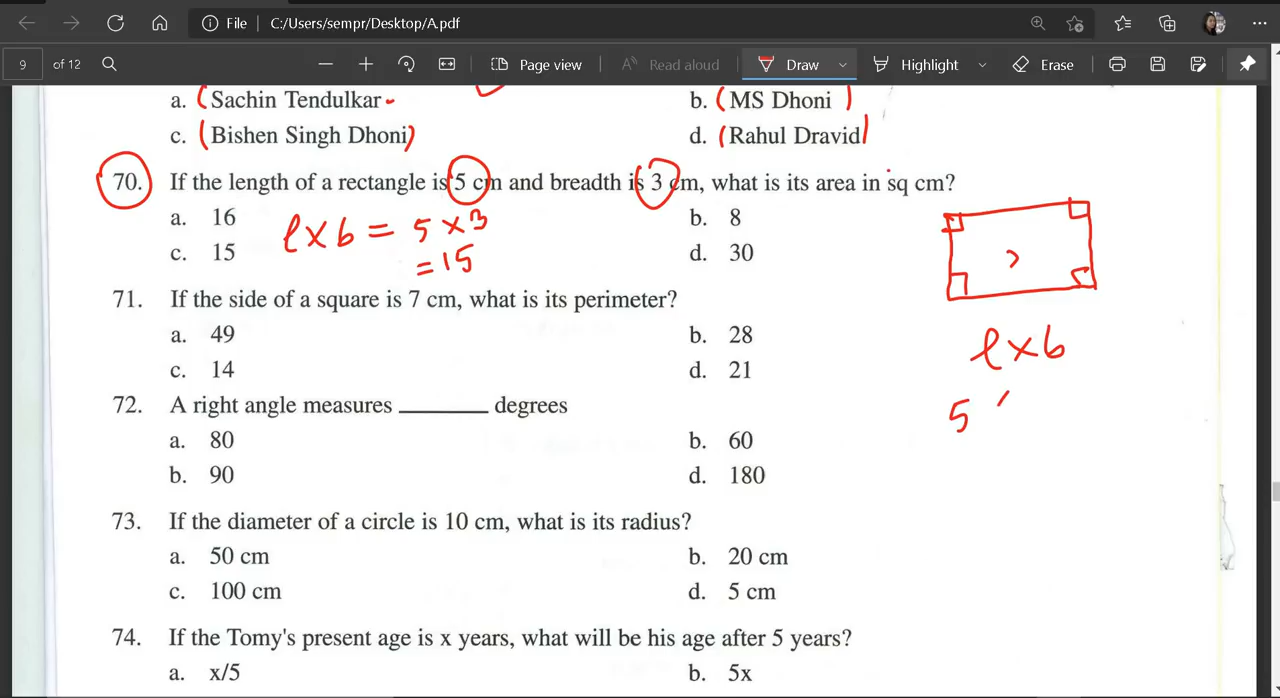 File C:/Users/sempr/Desktop/A.pdf
9 of 12 Page view Read aloud Draw Highlight Erase
a. (Sachin Tendulkar b. (MS Dhoni)
c. (Bishen Singh Dhoni) d. (Rahul Dravid)
70. If the length of a rectangle is 5 cm and breadth is 3 cm, what is its area in sq cm?
a. 16 b. 8
l x b = 5 x 3
c. 15 d. 30
= 15
71. If the side of a square is 7 cm, what is its perimeter?
a. 49 b. 28
l x b
c. 14 d. 21
72. A right angle measures ________ degrees
5
a. 80 b. 60
b. 90 d. 180
73. If the diameter of a circle is 10 cm, what is its radius?
a. 50 cm b. 20 cm
c. 100 cm d. 5 cm
74. If the Tomy's present age is x years, what will be his age after 5 years?
a. x/5 b. 5x